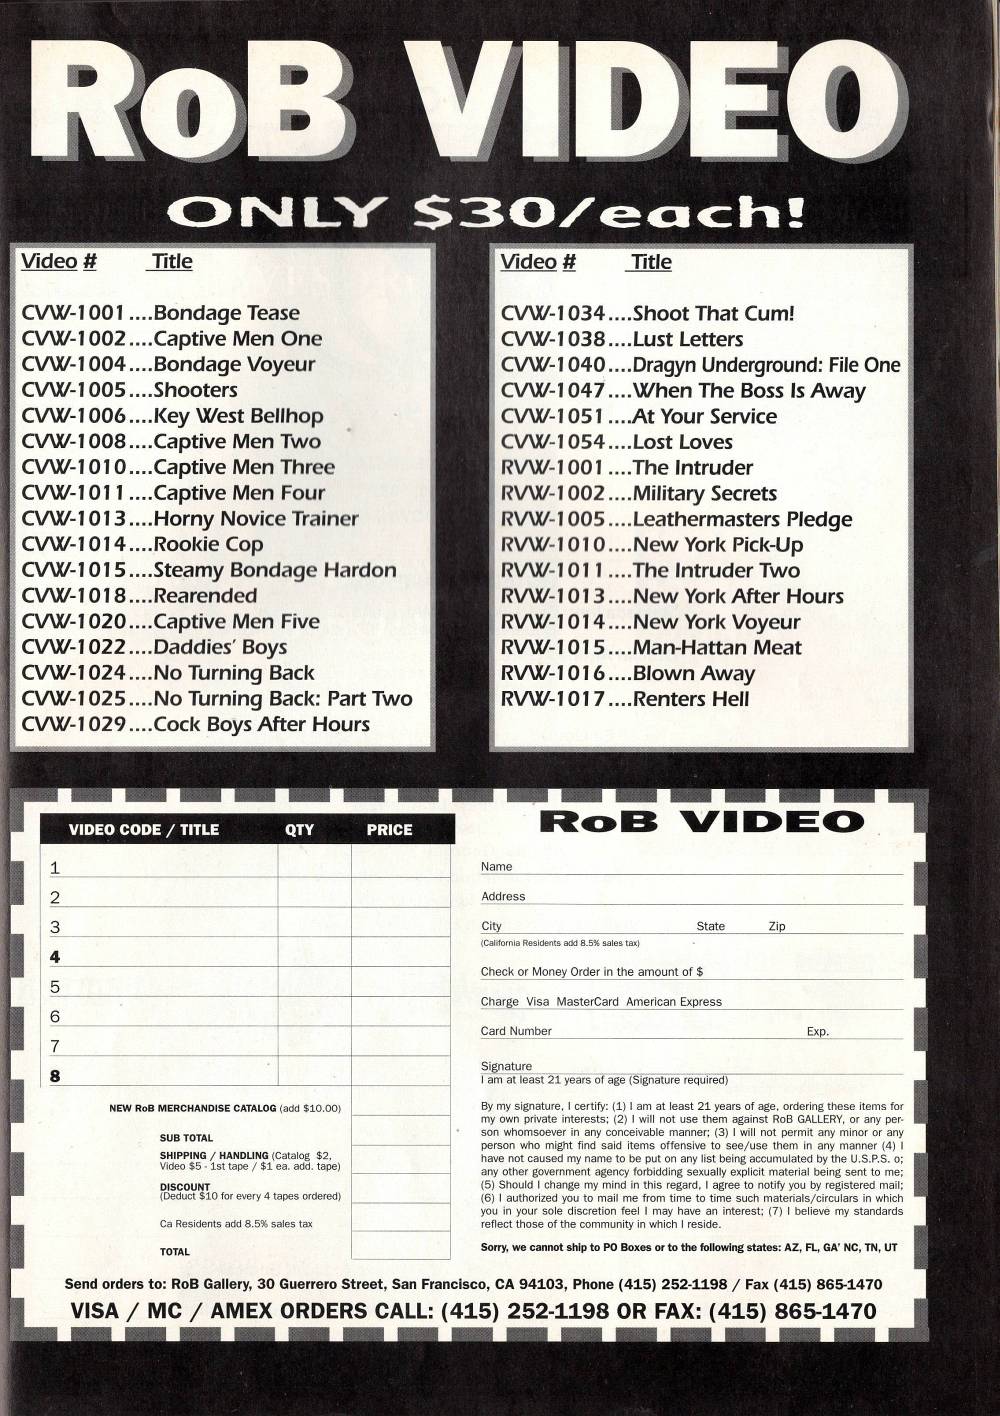 RoB VIDEO
ONLY $30/each!
Video # Title
CVW-1001....Bondage Tease
CVW-1002....Captive Men One
CVW-1004....Bondage Voyeur
CVW-1005....Shooters
CVW-1006....Key West Bellhop
CVW-1008....Captive Men Two
CVW-1010....Captive Men Three
CVW-1011....Captive Men Four
CVW-1013....Horny Novice Trainer
CVW-1014....Rookie Cop
CVW-1015....Steamy Bondage Hardon
CVW-1018....Rearended
CVW-1020....Captive Men Five
CVW-1022....Daddies' Boys
CVW-1024....No Turning Back
CVW-1025....No Turning Back: Part Two
CVW-1029....Cock Boys After Hours
Video # Title
CVW-1034....Shoot That Cum!
CVW-1038....Lust Letters
CVW-1040....Dragyn Underground: File One
CVW-1047....When The Boss Is Away
CVW-1051....At Your Service
CVW-1054....Lost Loves
RVW-1001....The Intruder
RVW-1002....Military Secrets
RVW-1005....Leathermasters Pledge
RVW-1010....New York Pick-Up
RVW-1011....The Intruder Two
RVW-1013....New York After Hours
RVW-1014....New York Voyeur
RVW-1015....Man-Hattan Meat
RVW-1016....Blown Away
RVW-1017....Renters Hell
VIDEO CODE / TITLE QTY PRICE
1
2
3
4
5
6
7
8
NEW RoB MERCHANDISE CATALOG (add $10.00)
SUB TOTAL
SHIPPING / HANDLING (Catalog $2,
Video $5 - 1st tape / $1 ea. add. tape)
DISCOUNT
(Deduct $10 for every 4 tapes ordered)
Ca Residents add 8.5% sales tax
TOTAL
RoB VIDEO
Name
Address
City State Zip
(California Residents add 8.5% sales tax)
Check or Money Order in the amount of $
Charge Visa MasterCard American Express
Card Number Exp.
Signature
I am at least 21 years of age (Signature required)
By my signature, I certify: (1) I am at least 21 years of age, ordering these items for
my own private interests; (2) I will not use them against RoB GALLERY, or any per-
son whomsoever in any conceivable manner; (3) I will not permit any minor or any
person who might find said items offensive to see/use them in any manner (4) I
have not caused my name to be put on any list being accumulated by the U.S.P.S. o;
any other government agency forbidding sexually explicit material being sent to me;
(5) Should I change my mind in this regard, I agree to notify you by registered mail;
(6) I authorized you to mail me from time to time such materials/circulars in which
you in your sole discretion feel I may have an interest; (7) I believe my standards
reflect those of the community in which I reside.
Sorry, we cannot ship to PO Boxes or to the following states: AZ, FL, GA' NC, TN, UT
Send orders to: RoB Gallery, 30 Guerrero Street, San Francisco, CA 94103, Phone (415) 252-1198 / Fax (415) 865-1470
VISA / MC / AMEX ORDERS CALL: (415) 252-1198 OR FAX: (415) 865-1470